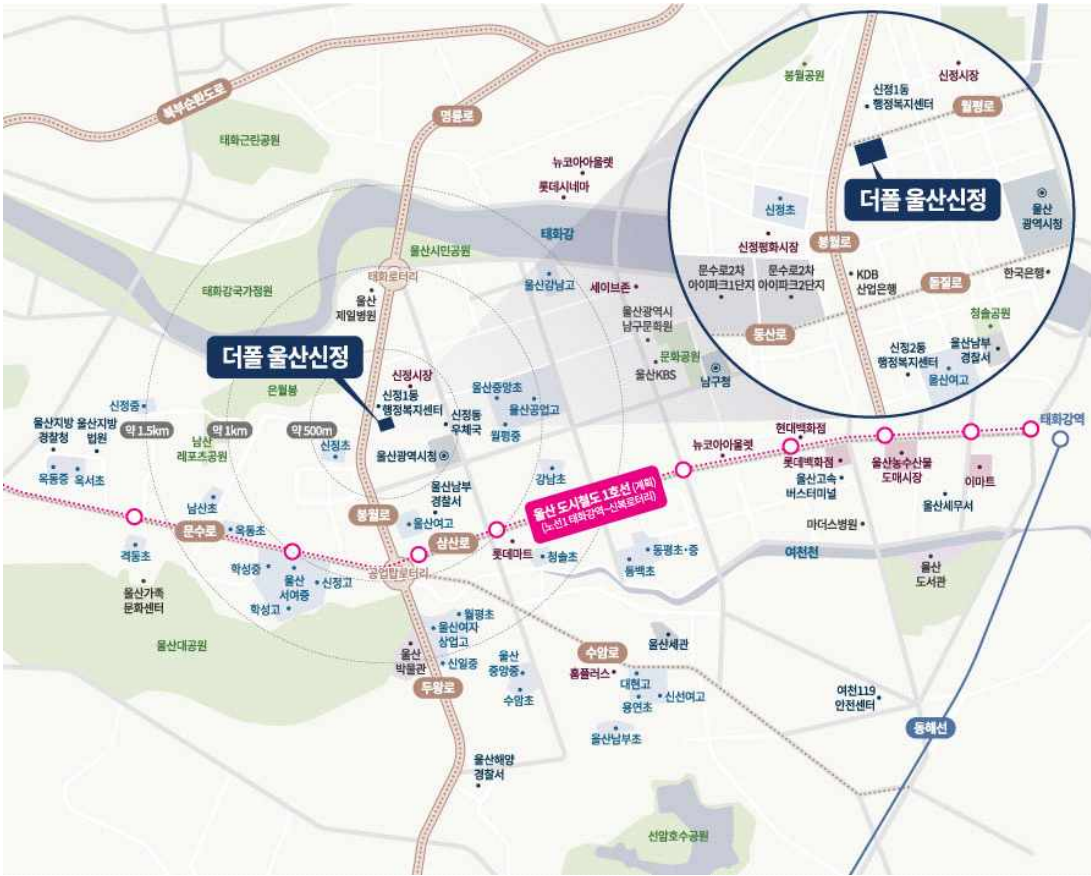 북부순환도로
명륜로
태화근린공원
뉴코아아울렛
롯데시네마
태화강
울산시민공원
태화로터리
태화강국가정원
울산
제일병원
울산강남고
세이브존
울산광역시
남구문화원
문화공원
울산KBS
남구청
더폴 울산신정
은월봉
신정시장
신정1동
행정복지센터
신정동
우체국
울산중앙초
울산공업고
월평중
신정중
울산지방
경찰청
울산지방
법원
약 1.5km
약 1km
약 500m
남산
레포츠공원
신정초
울산광역시청
옥동중
옥서초
울산남부
경찰서
강남초
남산초
봉월로
울산여고
문수로
옥동초
삼산로
롯데마트
청솔초
울산 도시철도 1호선 (계획)
(노선1 태화강역~신복로터리)
뉴코아아울렛
현대백화점
롯데백화점
울산고속
버스터미널
울산농수산물
도매시장
이마트
울산세무서
태화강역
마더스병원
여천천
울산
도서관
동평초·중
동백초
격동초
울산가족
문화센터
학성중
울산
서여중
신정고
학성고
공업탑로터리
울산대공원
월평초
울산여자
상업고
울산
박물관
신일중
두왕로
울산
중앙중
수암초
수암로
울산세관
홈플러스
대현고
용연초
신선여고
울산남부초
여천119
안전센터
동해선
울산해양
경찰서
선암호수공원
봉월공원
신정시장
신정1동
행정복지센터
월평로
더폴 울산신정
신정초
울산
광역시청
신정평화시장
봉월로
문수로2차
아이파크1단지
문수로2차
아이파크2단지
KDB
산업은행
한국은행
돋질로
청솔공원
동산로
신정2동
행정복지센터
울산남부
경찰서
울산여고